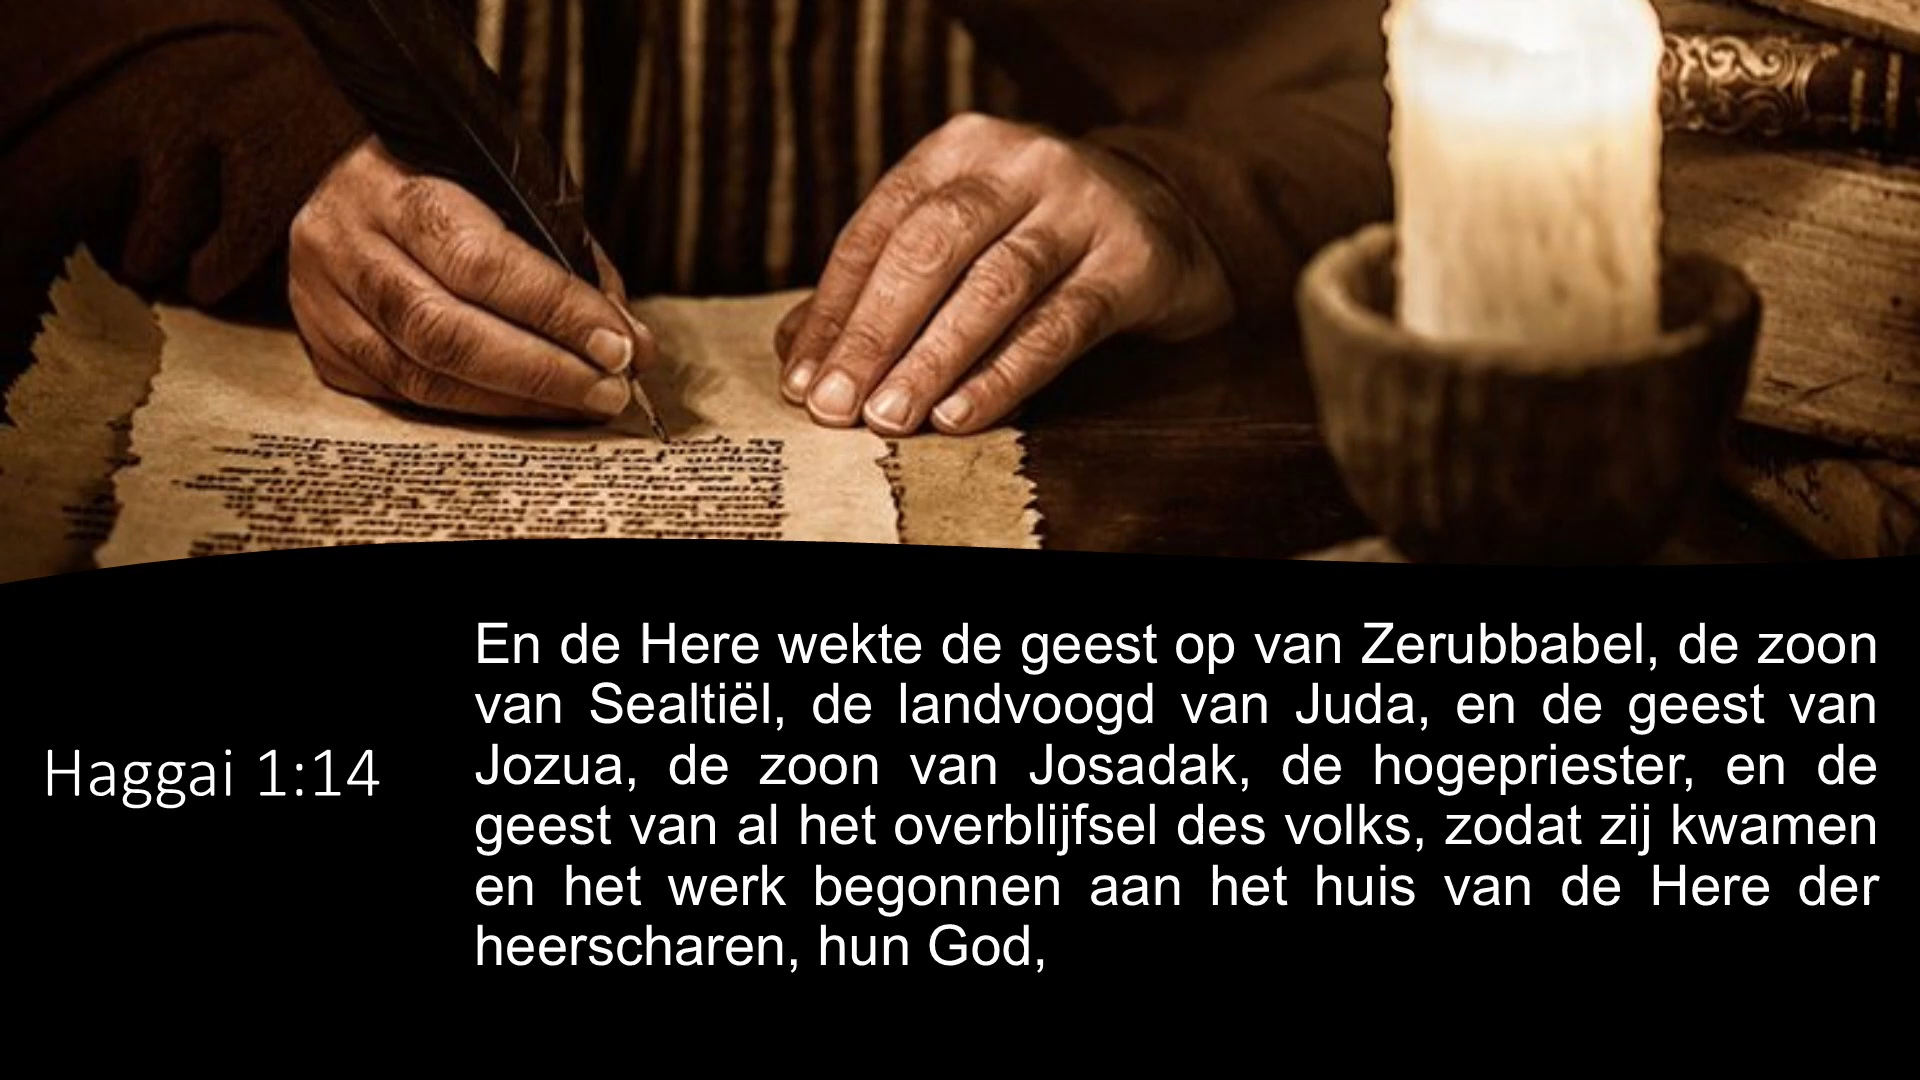 Haggai 1:14
En de Here wekte de geest op van Zerubbabel, de zoon
van Sealtiël, de landvoogd van Juda, en de geest van
Jozua, de zoon van Josadak, de hogepriester, en de
geest van al het overblijfsel des volks, zodat zij kwamen
en het werk begonnen aan het huis van de Here der
heerscharen, hun God,